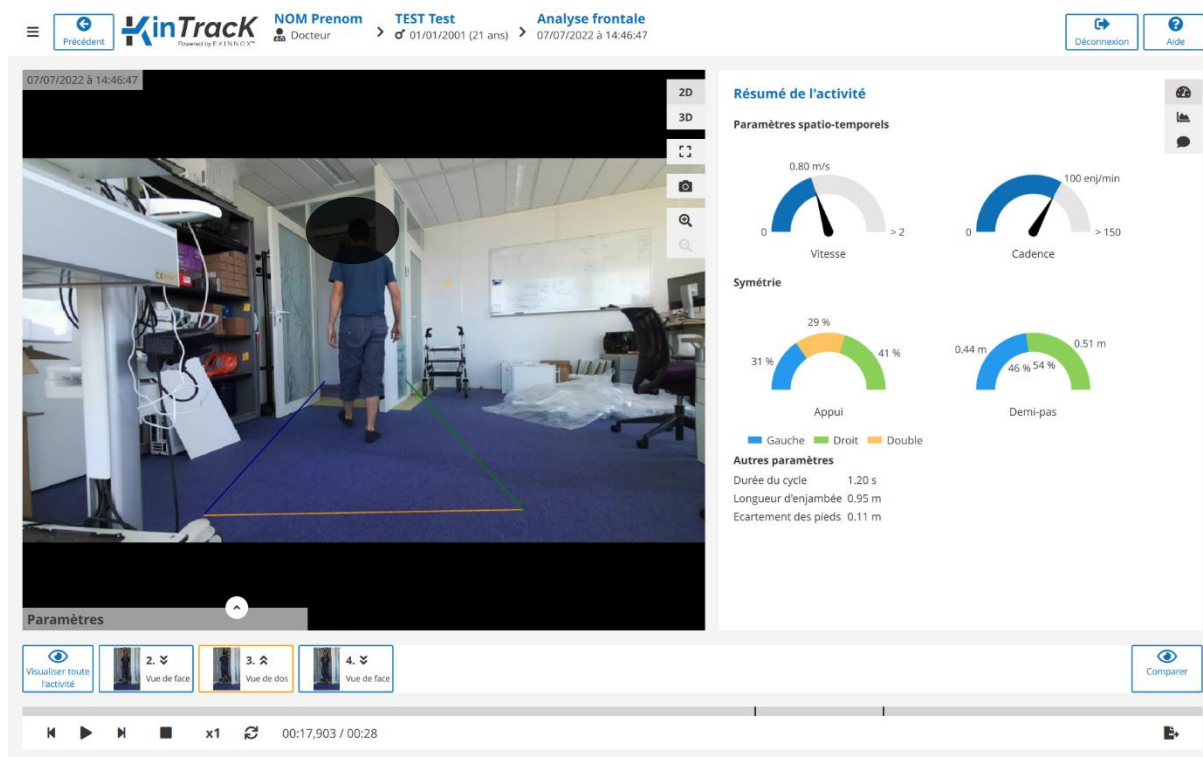 Précédent
KinTracK
Powered by EKINNOX™
NOM Prenom
Docteur
TEST Test
01/01/2001 (21 ans)
Analyse frontale
07/07/2022 à 14:46:47
Déconnexion
Aide
07/07/2022 à 14:46:47
2D
3D
Paramètres
Résumé de l'activité
Paramètres spatio-temporels
0.80 m/s
0
> 2
Vitesse
100 enj/min
0
> 150
Cadence
Symétrie
29 %
31 %
41 %
Appui
0.44 m
0.51 m
46 %
54 %
Demi-pas
Gauche
Droit
Double
Autres paramètres
Durée du cycle 1.20 s
Longueur d'enjambée 0.95 m
Ecartement des pieds 0.11 m
Visualiser toute
l'activité
2.
Vue de face
3.
Vue de dos
4.
Vue de face
Comparer
x1
00:17,903 / 00:28